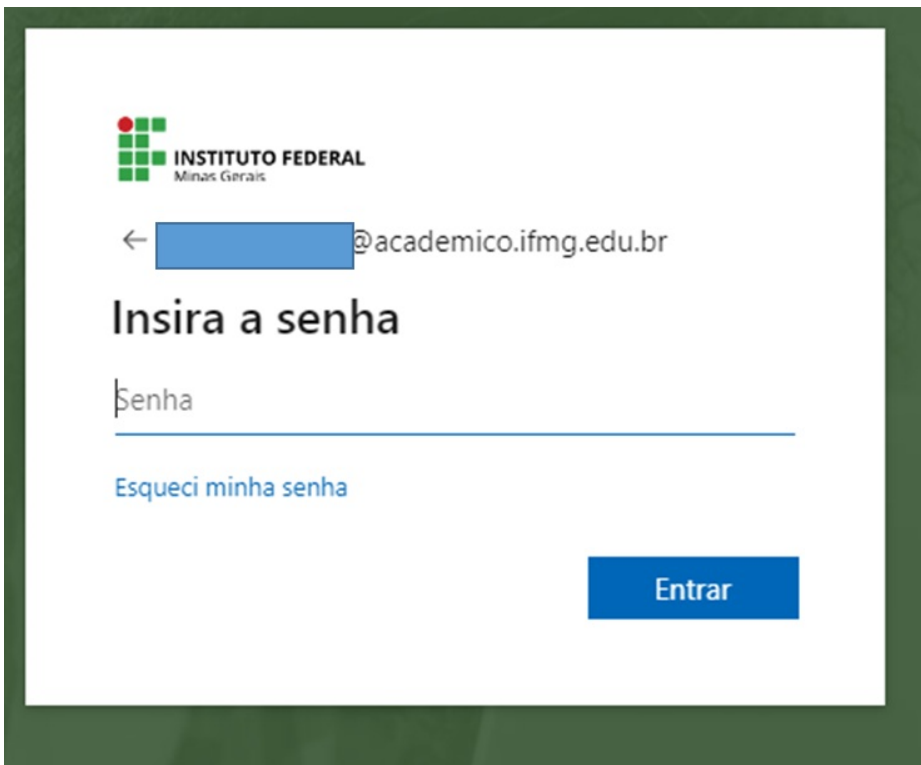 INSTITUTO FEDERAL
Minas Gerais
@academico.ifmg.edu.br
Insira a senha
Senha
Esqueci minha senha
Entrar